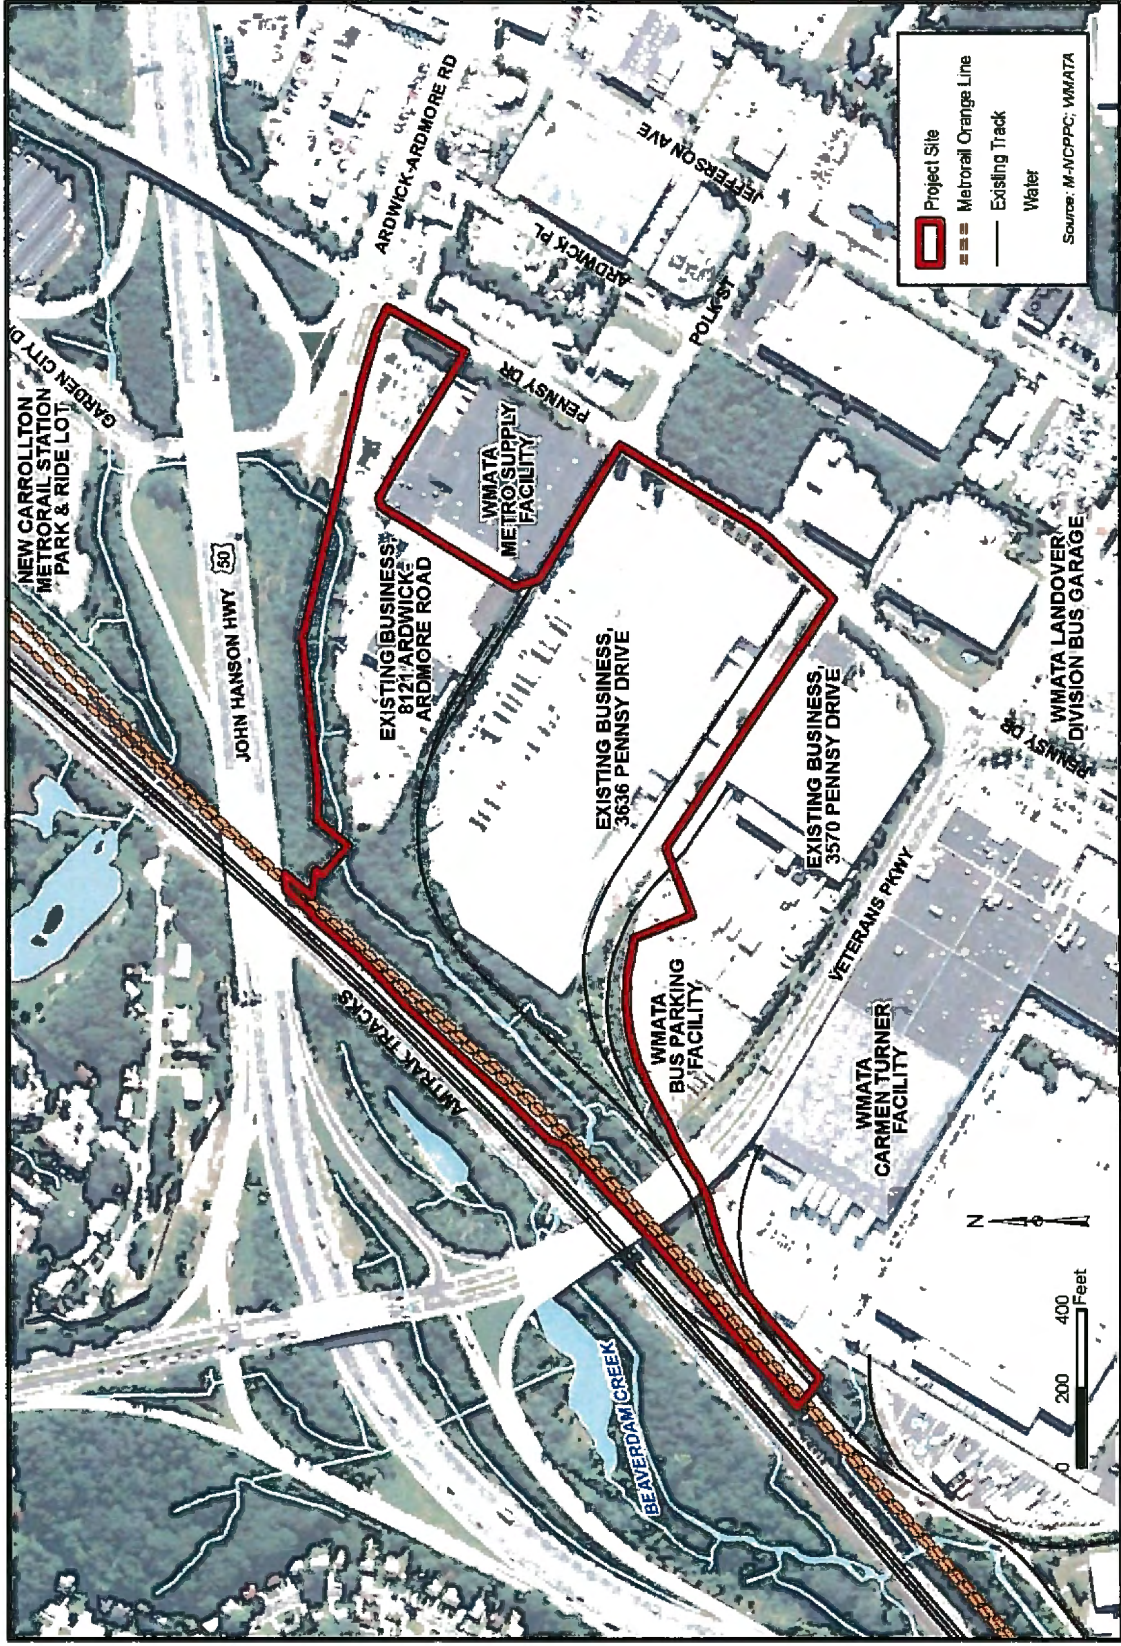 NEW CARROLLTON
METRORAIL STATION
PARK & RIDE LOT
GARDEN CITY D
JOHN HANSON HWY
50
ARDWICK-ARDMORE RD
EXISTING BUSINESS,
8121 ARDWICK-
ARDMORE ROAD
WMATA
METRO SUPPLY
FACILITY
PENNSY DR
ARDWICK PL
JEFFERSON AVE
POLK ST
AMTRAK TRACKS
EXISTING BUSINESS,
3636 PENNSY DRIVE
EXISTING BUSINESS,
3570 PENNSY DRIVE
WMATA
BUS PARKING
FACILITY
VETERANS PKWY
WMATA
CARMEN TURNER
FACILITY
PENNSY DR
WMATA LANDOVER
DIVISION BUS GARAGE
BEAVERDAM CREEK
N
0 200 400
Feet
Project Site
Metrorail Orange Line
Existing Track
Water
Source: M-NCPPC; WMATA